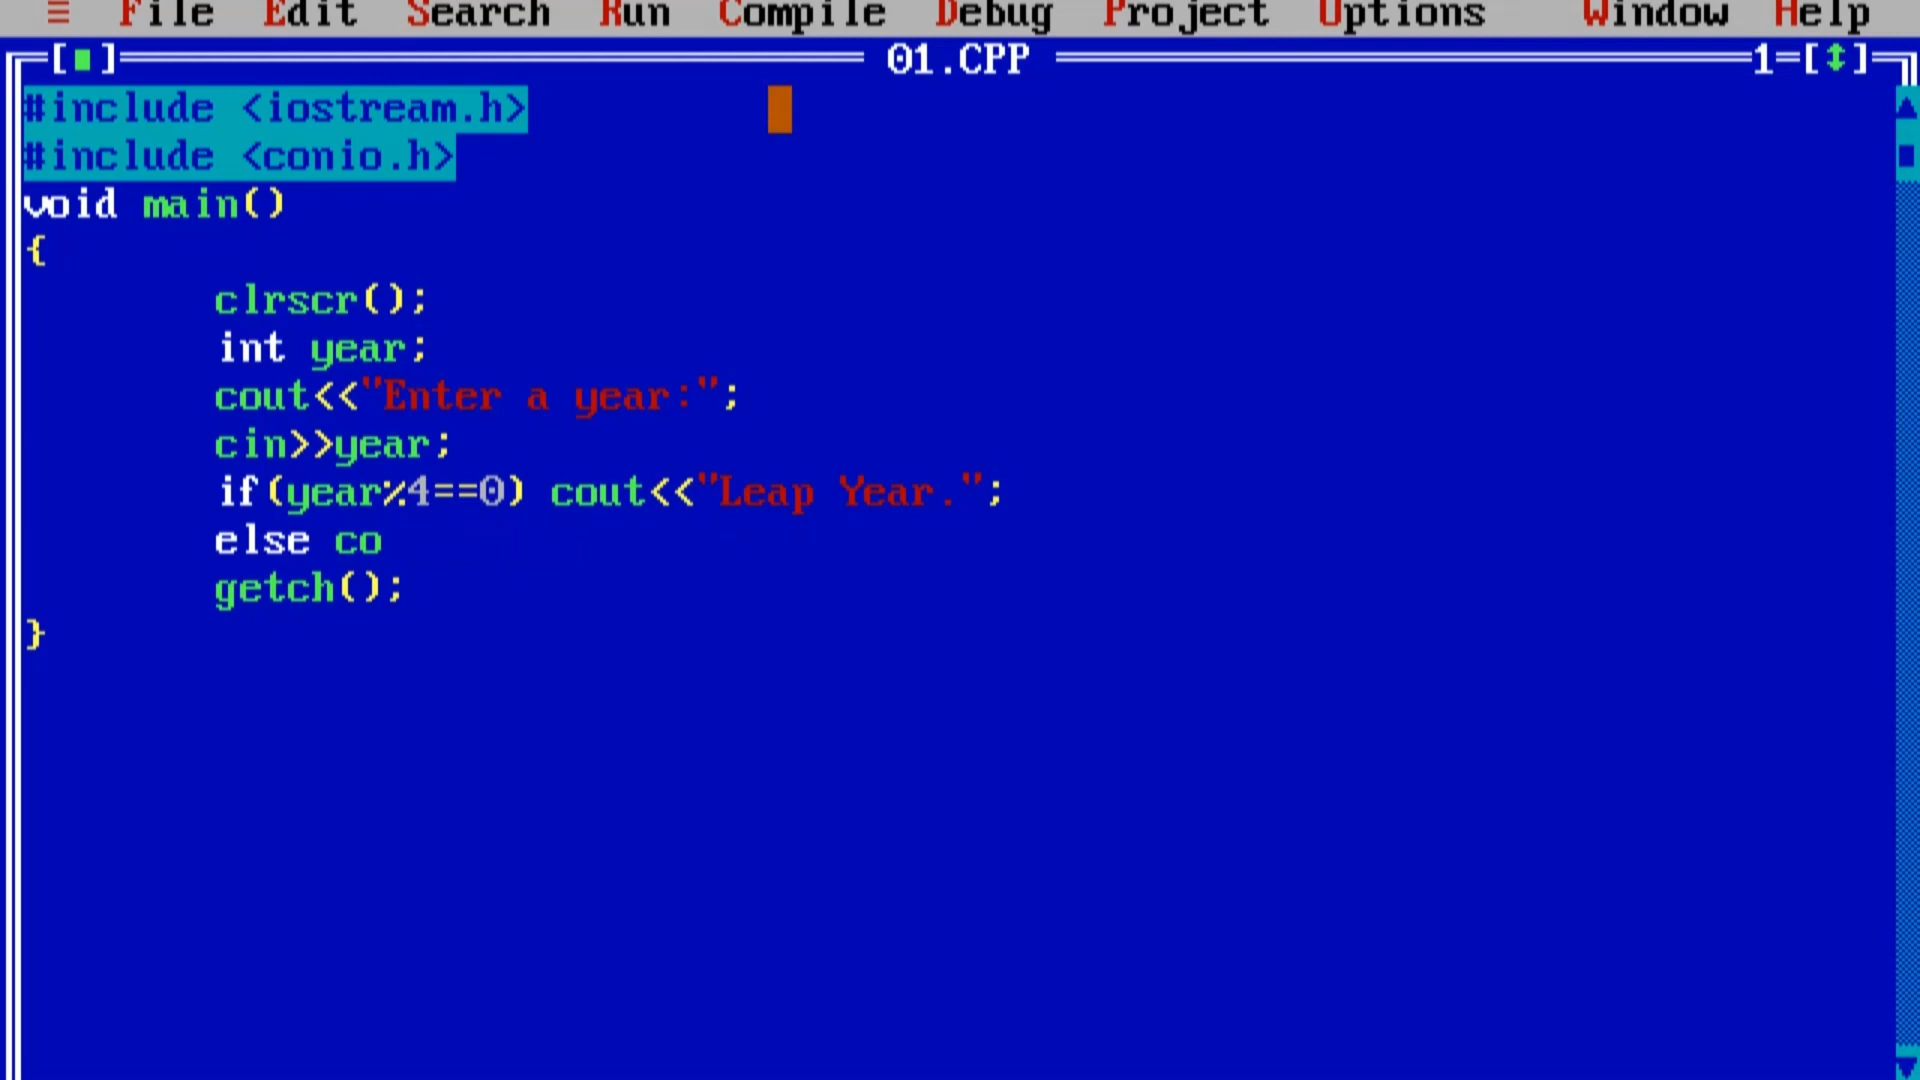 ≡ File Edit Search Run Compile Debug Project Options Window Help
[■] 01.CPP 1=[↕]
#include <iostream.h>
#include <conio.h>
void main()
{
clrscr();
int year;
cout<<"Enter a year:";
cin>>year;
if(year%4==0) cout<<"Leap Year.";
else co
getch();
}